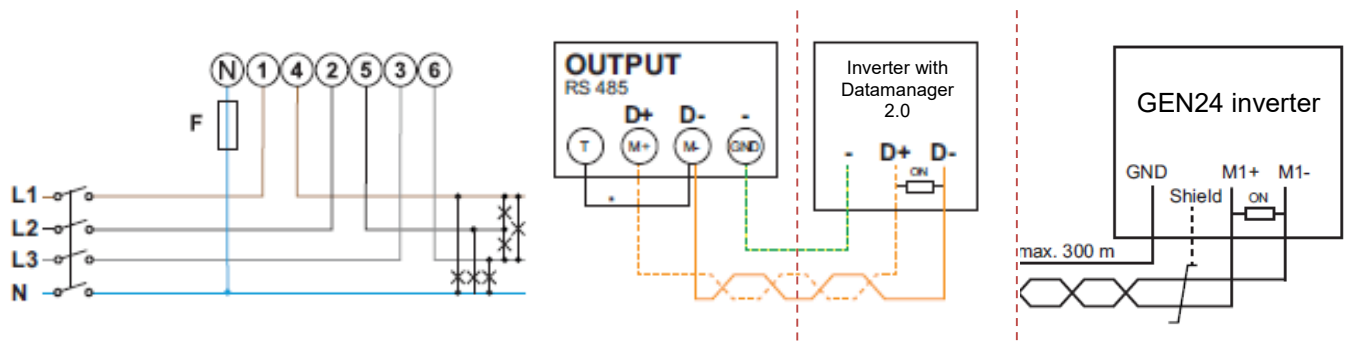 N 1 4 2 5 3 6
F
L1
L2
L3
N
OUTPUT
RS 485
D+ D- -
T M+ M- GND
*
Inverter with
Datamanager
2.0
- D+ D-
ON
GEN24 inverter
GND M1+ M1-
Shield ON
max. 300 m